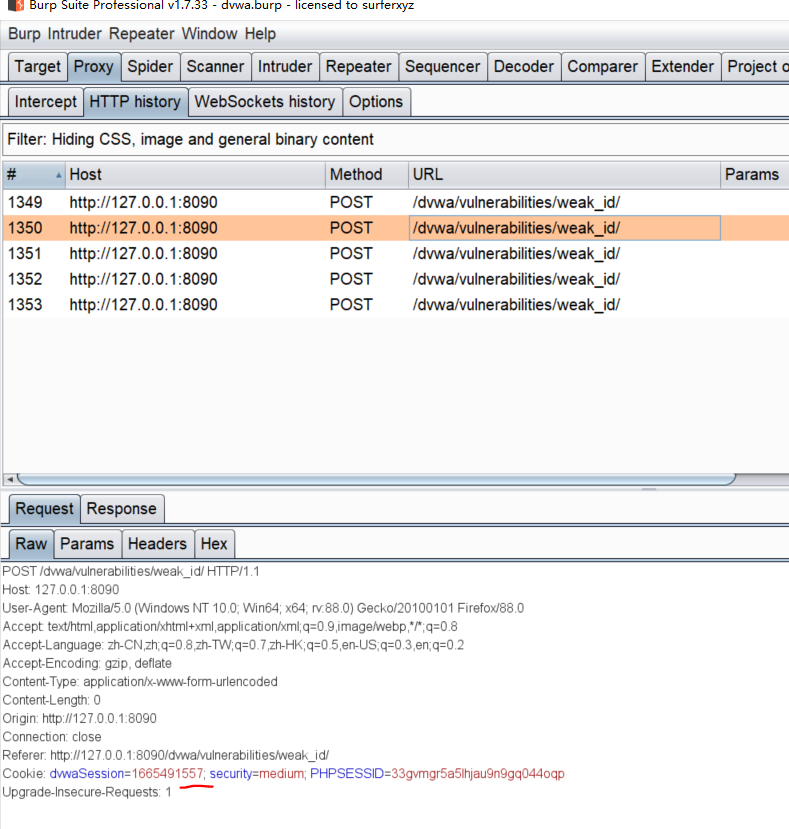 Burp Suite Professional v1.7.33 - dvwa.burp - licensed to surferxyz
Burp Intruder Repeater Window Help
Target Proxy Spider Scanner Intruder Repeater Sequencer Decoder Comparer Extender Project o
Intercept HTTP history WebSockets history Options
Filter: Hiding CSS, image and general binary content
# Host Method URL Params
1349 http://127.0.0.1:8090 POST /dvwa/vulnerabilities/weak_id/
1350 http://127.0.0.1:8090 POST /dvwa/vulnerabilities/weak_id/
1351 http://127.0.0.1:8090 POST /dvwa/vulnerabilities/weak_id/
1352 http://127.0.0.1:8090 POST /dvwa/vulnerabilities/weak_id/
1353 http://127.0.0.1:8090 POST /dvwa/vulnerabilities/weak_id/
Request Response
Raw Params Headers Hex
POST /dvwa/vulnerabilities/weak_id/ HTTP/1.1
Host: 127.0.0.1:8090
User-Agent: Mozilla/5.0 (Windows NT 10.0; Win64; x64; rv:88.0) Gecko/20100101 Firefox/88.0
Accept: text/html,application/xhtml+xml,application/xml;q=0.9,image/webp,*/*;q=0.8
Accept-Language: zh-CN,zh;q=0.8,zh-TW;q=0.7,zh-HK;q=0.5,en-US;q=0.3,en;q=0.2
Accept-Encoding: gzip, deflate
Content-Type: application/x-www-form-urlencoded
Content-Length: 0
Origin: http://127.0.0.1:8090
Connection: close
Referer: http://127.0.0.1:8090/dvwa/vulnerabilities/weak_id/
Cookie: dvwaSession=1665491557; security=medium; PHPSESSID=33gvmgr5a5lhjau9n9gq044oqp
Upgrade-Insecure-Requests: 1